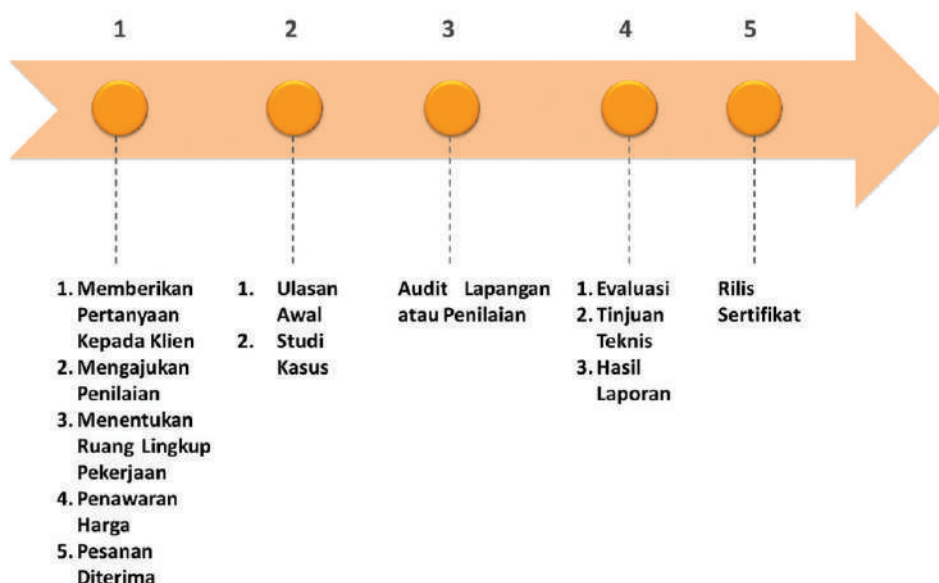 1 2 3 4 5
1. Memberikan
Pertanyaan
Kepada Klien
2. Mengajukan
Penilaian
3. Menentukan
Ruang Lingkup
Pekerjaan
4. Penawaran
Harga
5. Pesanan
Diterima
1. Ulasan
Awal
2. Studi
Kasus
Audit Lapangan
atau Penilaian
1. Evaluasi
2. Tinjuan
Teknis
3. Hasil
Laporan
Rilis
Sertifikat